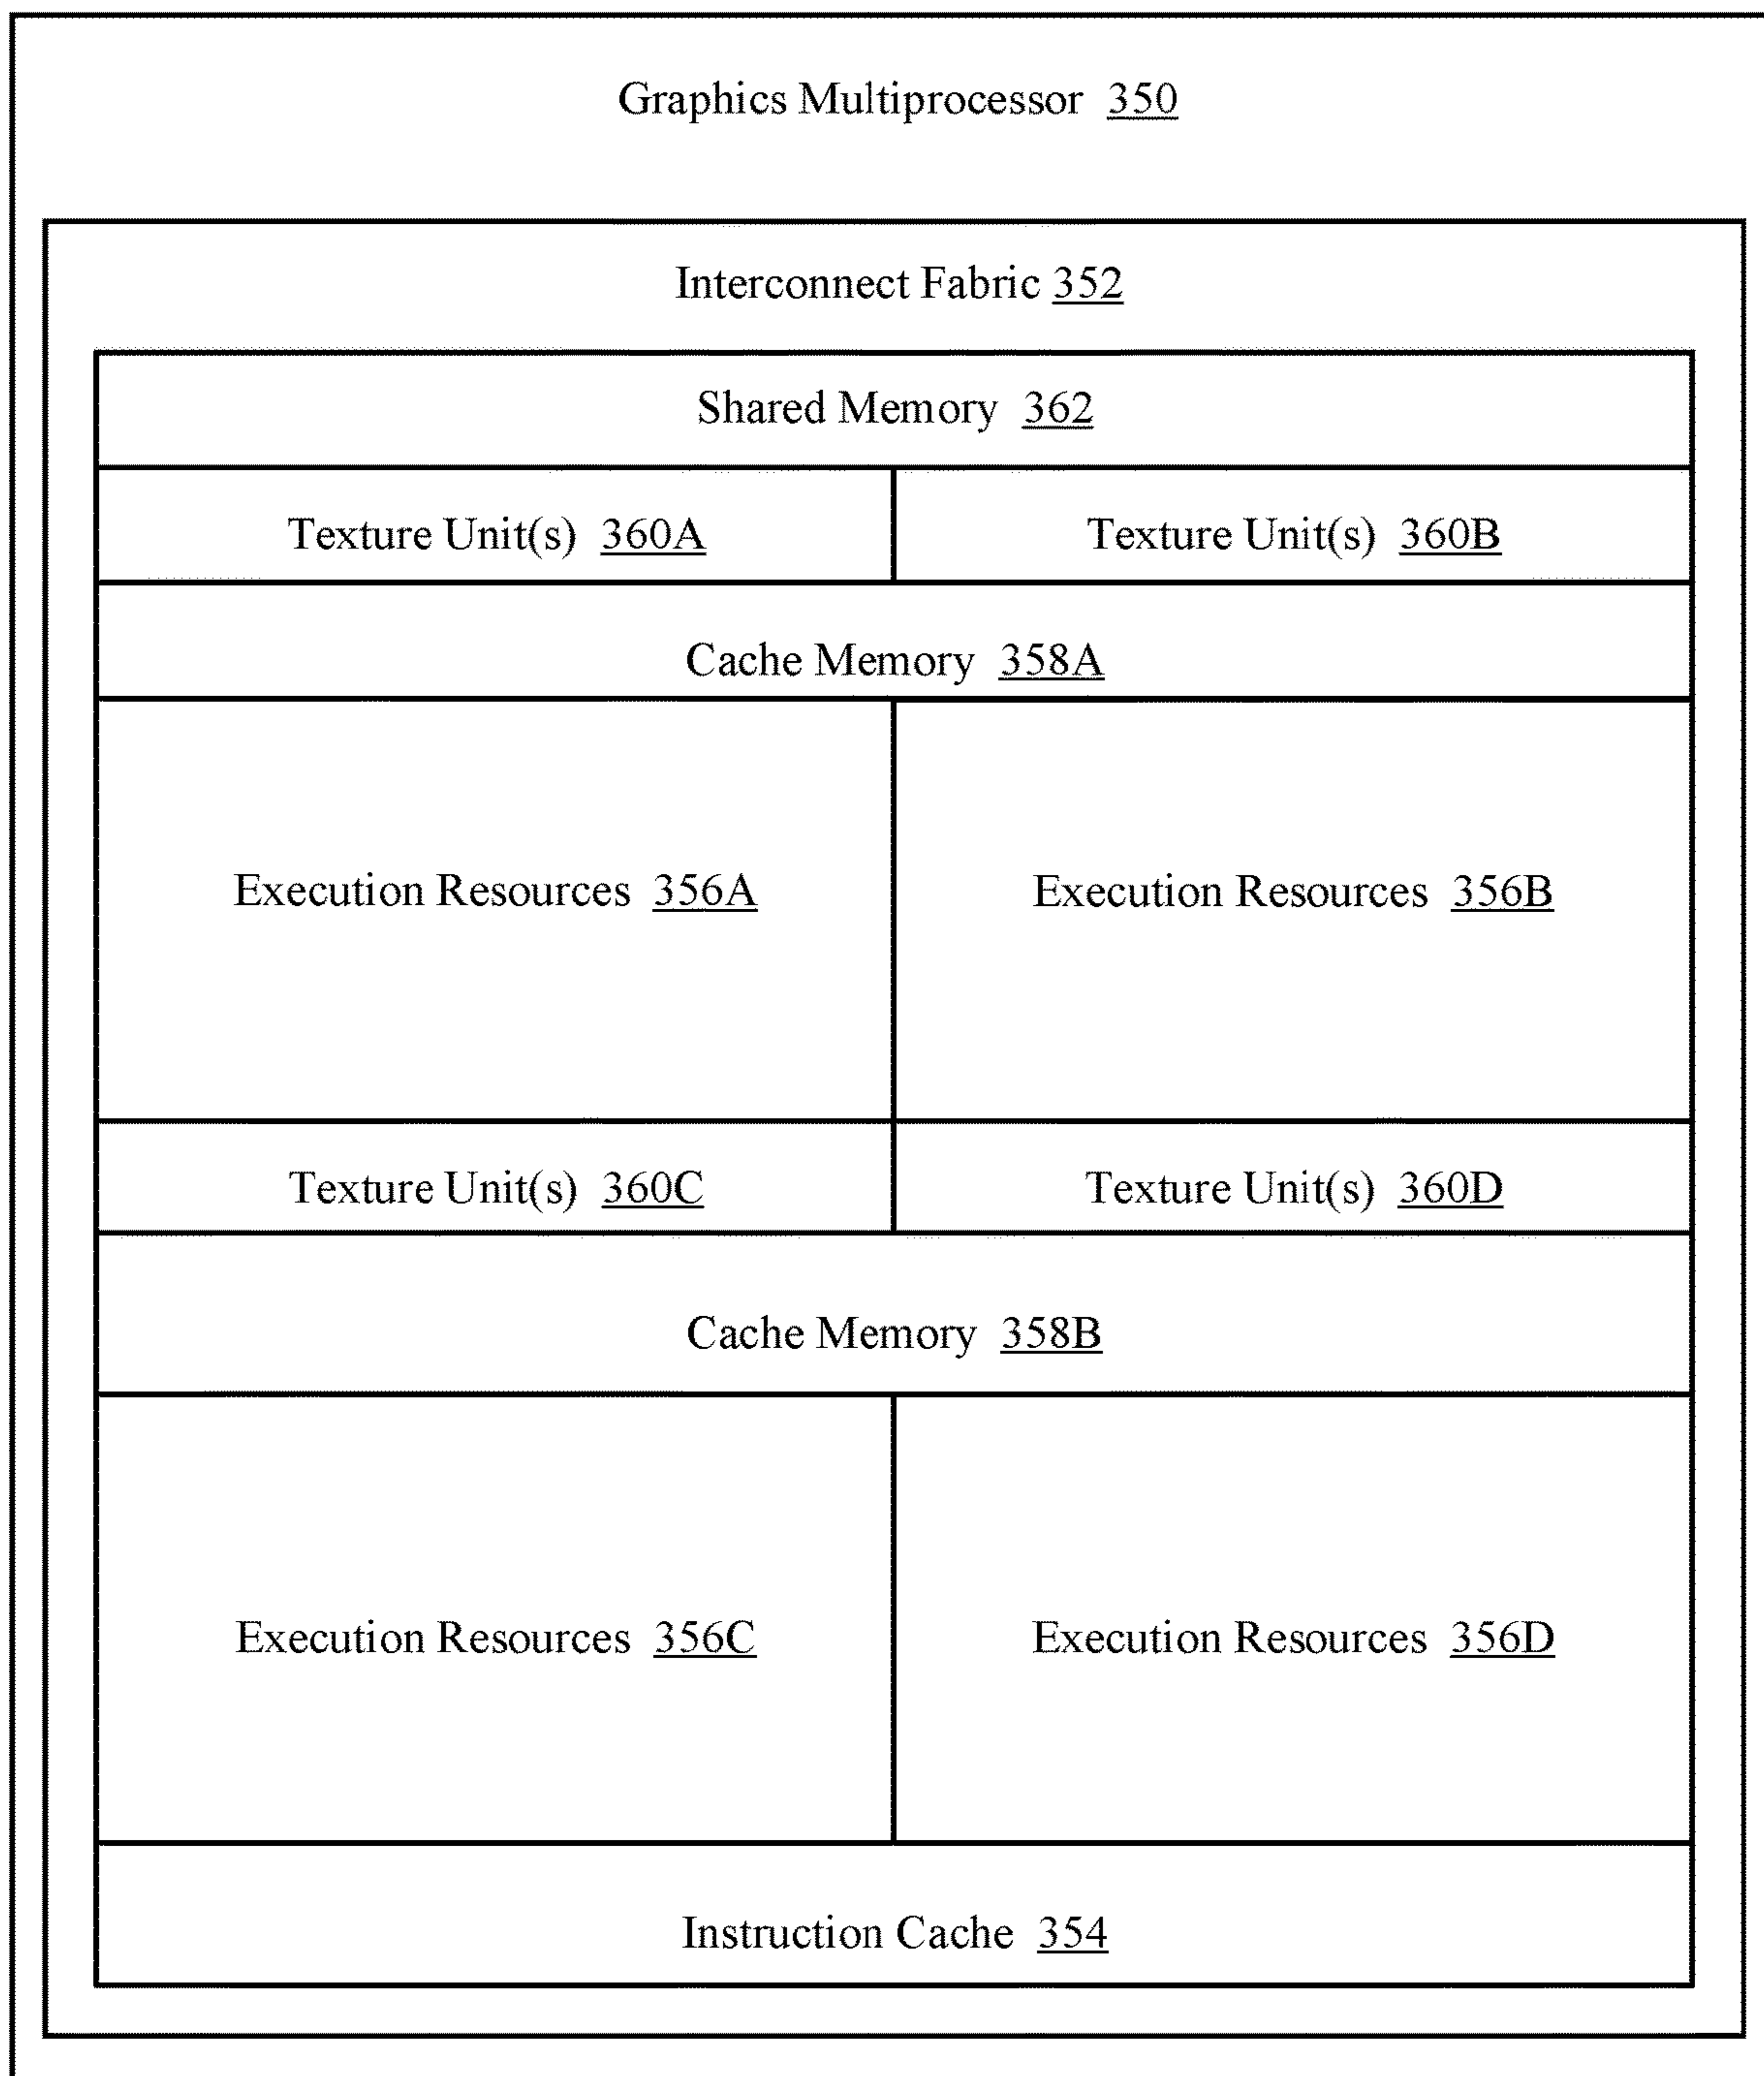 Graphics Multiprocessor 350
Interconnect Fabric 352
Shared Memory 362
Texture Unit(s) 360A
Texture Unit(s) 360B
Cache Memory 358A
Execution Resources 356A
Execution Resources 356B
Texture Unit(s) 360C
Texture Unit(s) 360D
Cache Memory 358B
Execution Resources 356C
Execution Resources 356D
Instruction Cache 354